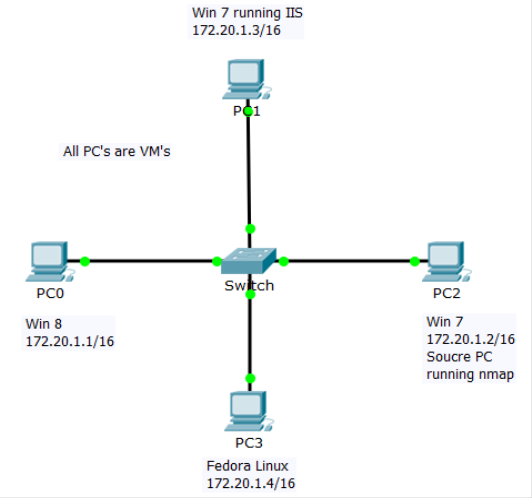 Win 7 running IIS
172.20.1.3/16
PC1
All PC's are VM's
Switch
PC0
PC2
Win 8
172.20.1.1/16
Win 7
172.20.1.2/16
Soucre PC
running nmap
PC3
Fedora Linux
172.20.1.4/16